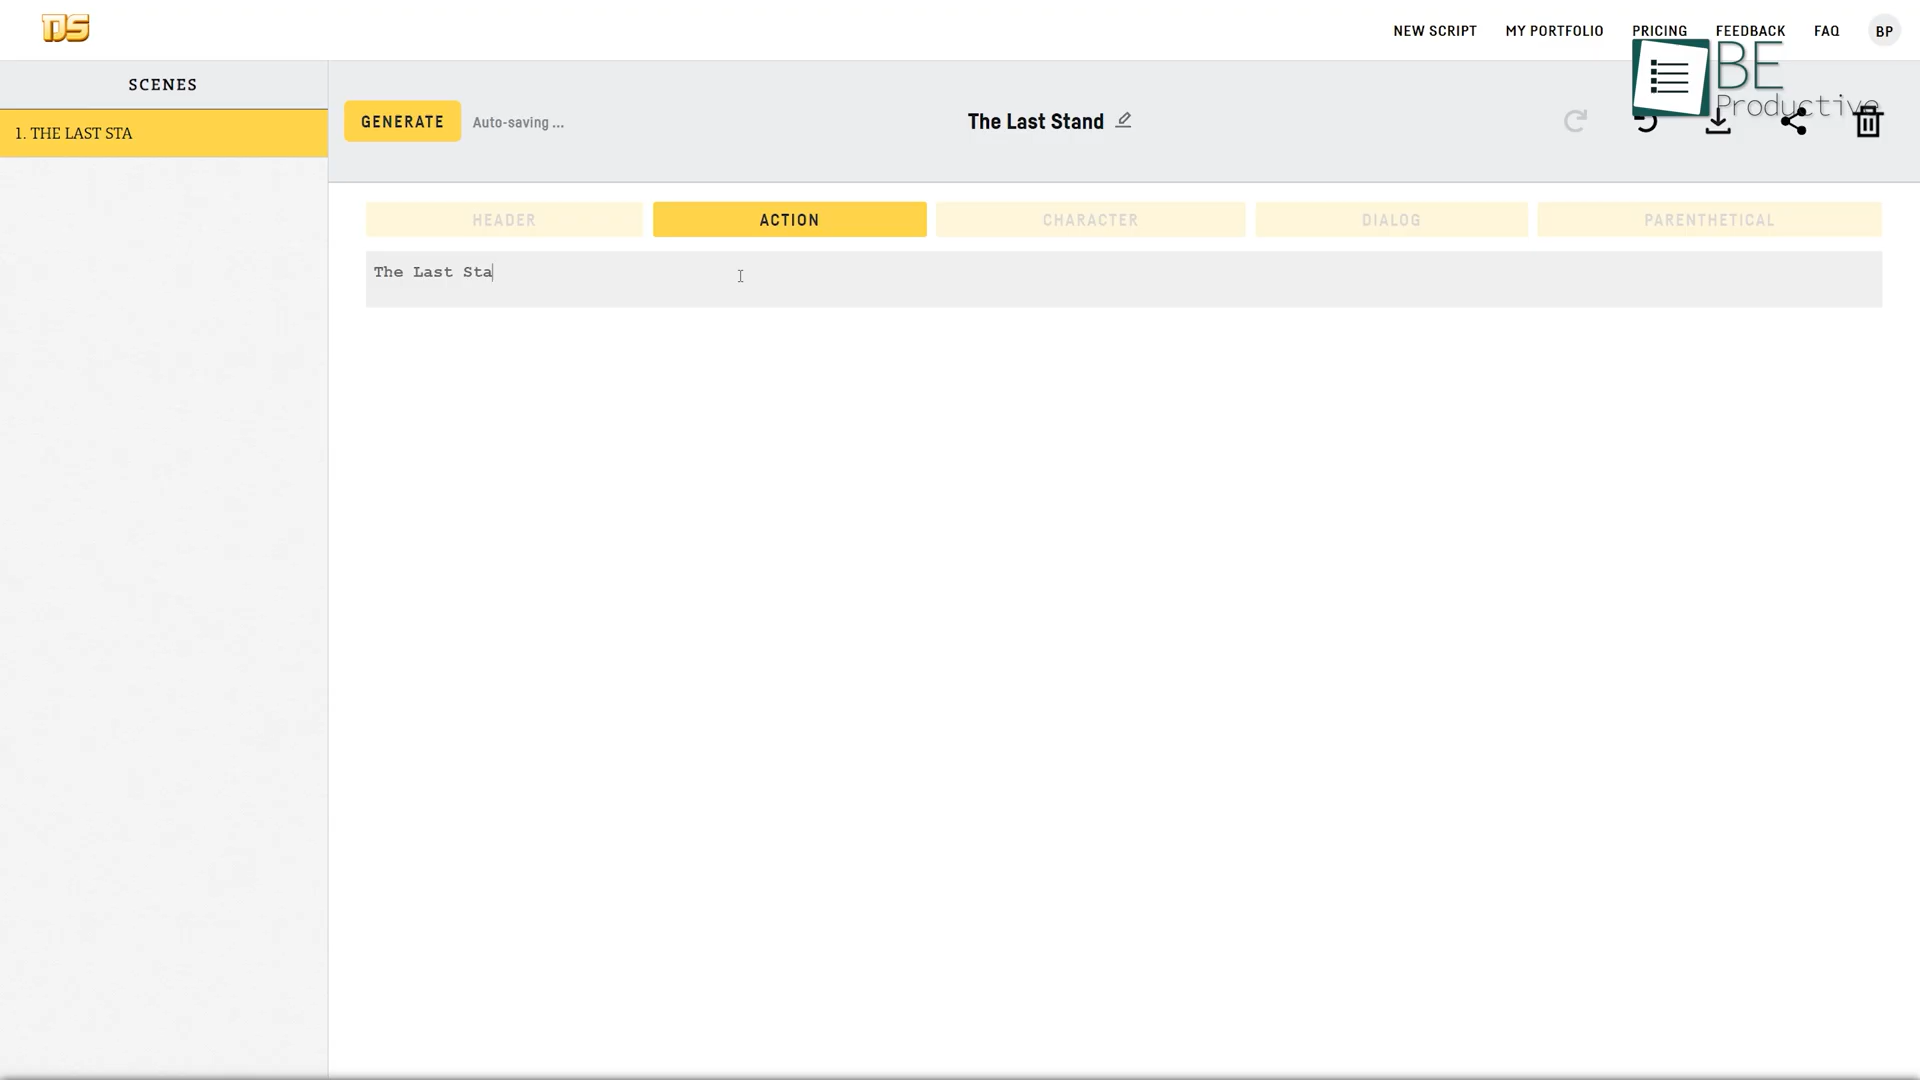 DS
NEW SCRIPT MY PORTFOLIO PRICING FEEDBACK FAQ BP
BE
Productive
SCENES
1. THE LAST STA
GENERATE Auto-saving ... The Last Stand
HEADER ACTION CHARACTER DIALOG PARENTHETICAL
The Last Sta